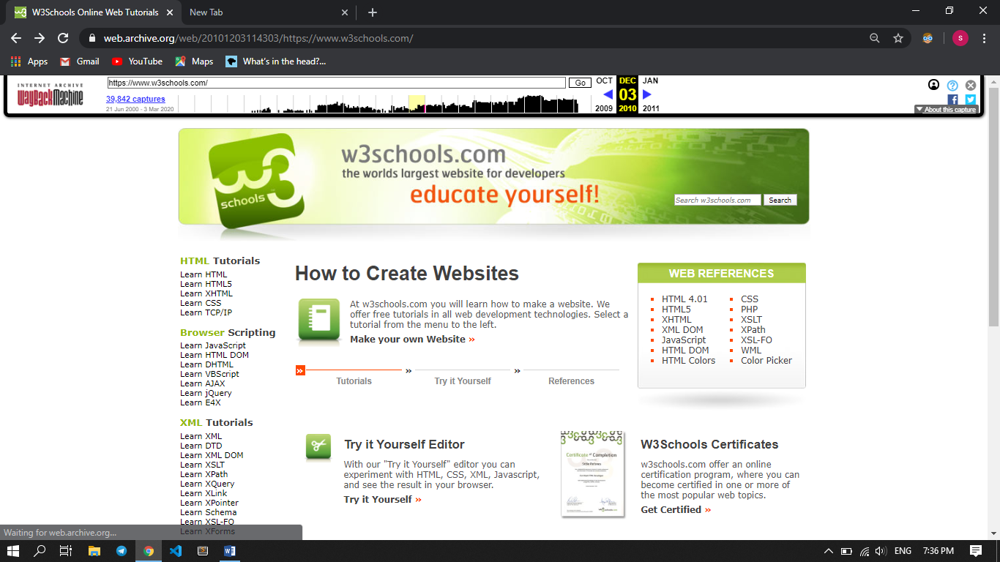 W3Schools Online Web Tutorials
New Tab
web.archive.org/web/20101203114303/https://www.w3schools.com/
S
Apps
Gmail
YouTube
Maps
What's in the head?...
INTERNET ARCHIVE
WayBackMachine
https://www.w3schools.com/
Go
39,842 captures
21 Jun 2000 - 3 Mar 2020
OCT DEC JAN
03
2009 2010 2011
About this capture
w3schools.com
the worlds largest website for developers
educate yourself!
w3
schools
Search w3schools.com
Search
HTML Tutorials
Learn HTML
Learn HTML5
Learn XHTML
Learn CSS
Learn TCP/IP
Browser Scripting
Learn JavaScript
Learn HTML DOM
Learn DHTML
Learn VBScript
Learn AJAX
Learn jQuery
Learn E4X
XML Tutorials
Learn XML
Learn DTD
Learn XML DOM
Learn XSLT
Learn XPath
Learn XQuery
Learn XLink
Learn XPointer
Learn Schema
Learn XSL-FO
Learn XForms
How to Create Websites
At w3schools.com you will learn how to make a website. We
offer free tutorials in all web development technologies. Select a
tutorial from the menu to the left.
Make your own Website »
» Tutorials
» Try it Yourself
» References
Try it Yourself Editor
With our "Try it Yourself" editor you can
experiment with HTML, CSS, XML, Javascript,
and see the result in your browser.
Try it Yourself »
Certificate of Completion
WEB REFERENCES
HTML 4.01
HTML5
XHTML
XML DOM
JavaScript
HTML DOM
HTML Colors
CSS
PHP
XSLT
XPath
XSL-FO
WML
Color Picker
W3Schools Certificates
w3schools.com offer an online
certification program, where you can
become certified in one or more of
the most popular web topics.
Get Certified »
Waiting for web.archive.org...
ENG
7:36 PM